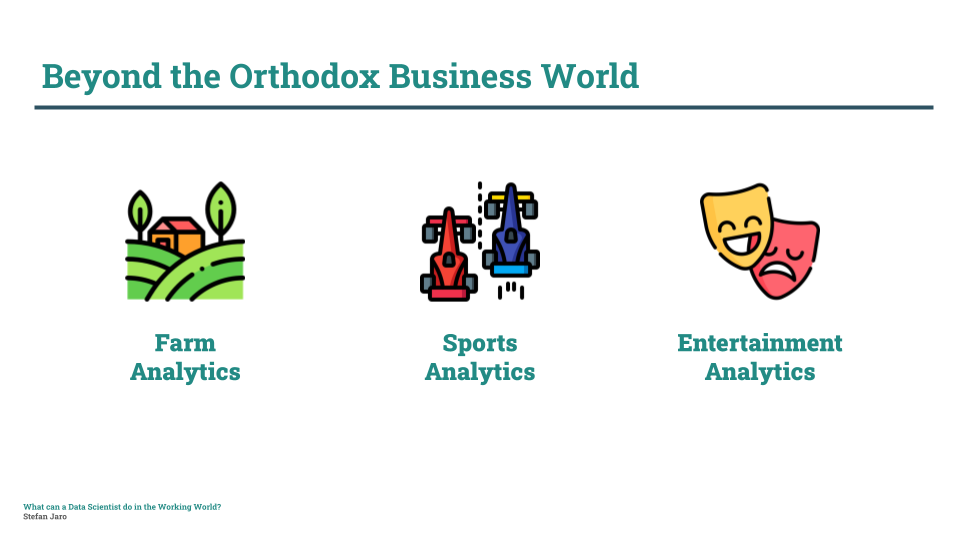 Beyond the Orthodox Business World
Farm
Analytics
Sports
Analytics
Entertainment
Analytics
What can a Data Scientist do in the Working World?
Stefan Jaro